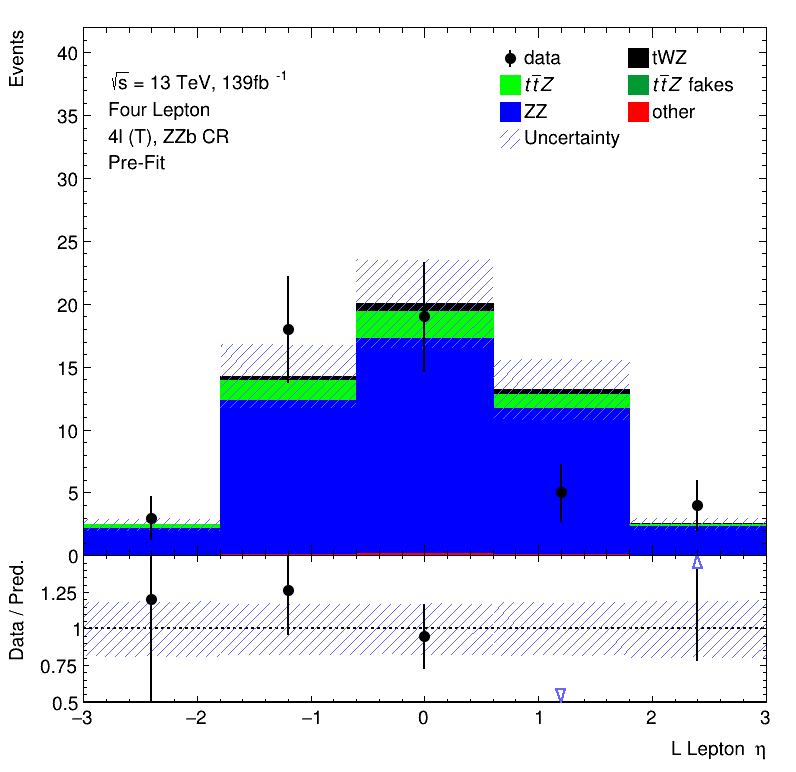 Events
40
35
30
25
20
15
10
5
0
√s = 13 TeV, 139fb⁻¹
Four Lepton
4l (T), ZZb CR
Pre-Fit
data tWZ
tt̄Z tt̄Z fakes
ZZ other
Uncertainty
Data / Pred.
1.25
1
0.75
0.5
−3 −2 −1 0 1 2 3
L Lepton η